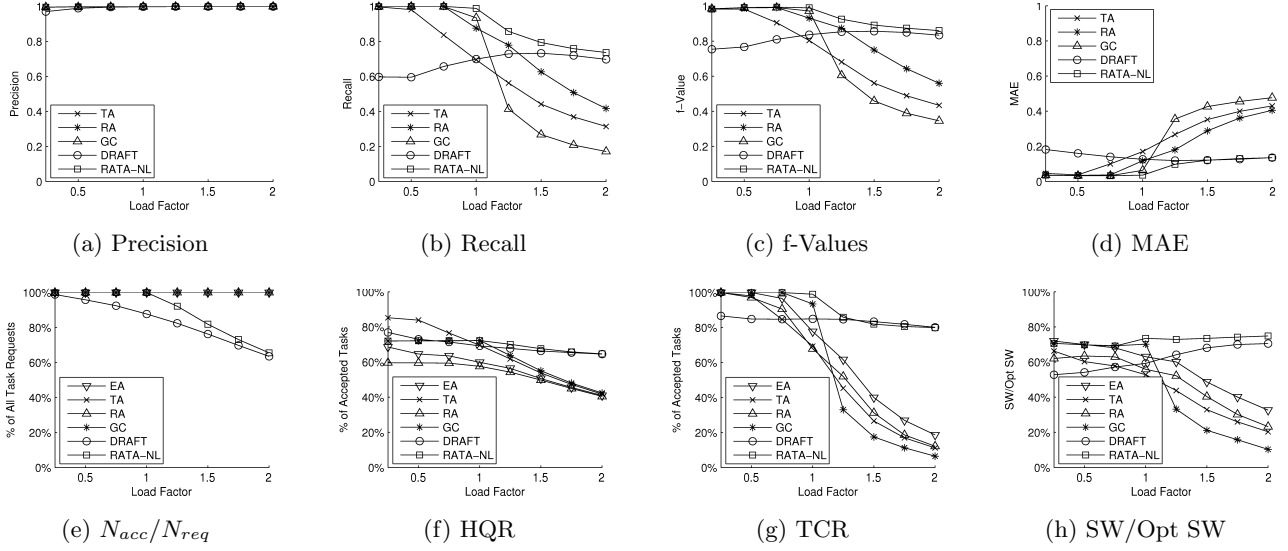 1
0.8
0.6
0.4
0.2
0
Precision
TA
RA
GC
DRAFT
RATA-NL
0.5 1 1.5 2
Load Factor
(a) Precision
1
0.8
0.6
0.4
0.2
0
Recall
TA
RA
GC
DRAFT
RATA-NL
0.5 1 1.5 2
Load Factor
(b) Recall
1
0.8
0.6
0.4
0.2
0
f-Value
TA
RA
GC
DRAFT
RATA-NL
0.5 1 1.5 2
Load Factor
(c) f-Values
1
0.8
0.6
0.4
0.2
0
MAE
TA
RA
GC
DRAFT
RATA-NL
0.5 1 1.5 2
Load Factor
(d) MAE
100%
80%
60%
40%
20%
0%
% of All Task Requests
EA
TA
RA
GC
DRAFT
RATA-NL
0.5 1 1.5 2
Load Factor
(e) N_acc/N_req
100%
80%
60%
40%
20%
0%
% of Accepted Tasks
EA
TA
RA
GC
DRAFT
RATA-NL
0.5 1 1.5 2
Load Factor
(f) HQR
100%
80%
60%
40%
20%
0%
% of Accepted Tasks
EA
TA
RA
GC
DRAFT
RATA-NL
0.5 1 1.5 2
Load Factor
(g) TCR
100%
80%
60%
40%
20%
0%
SW/Opt SW
EA
TA
RA
GC
DRAFT
RATA-NL
0.5 1 1.5 2
Load Factor
(h) SW/Opt SW